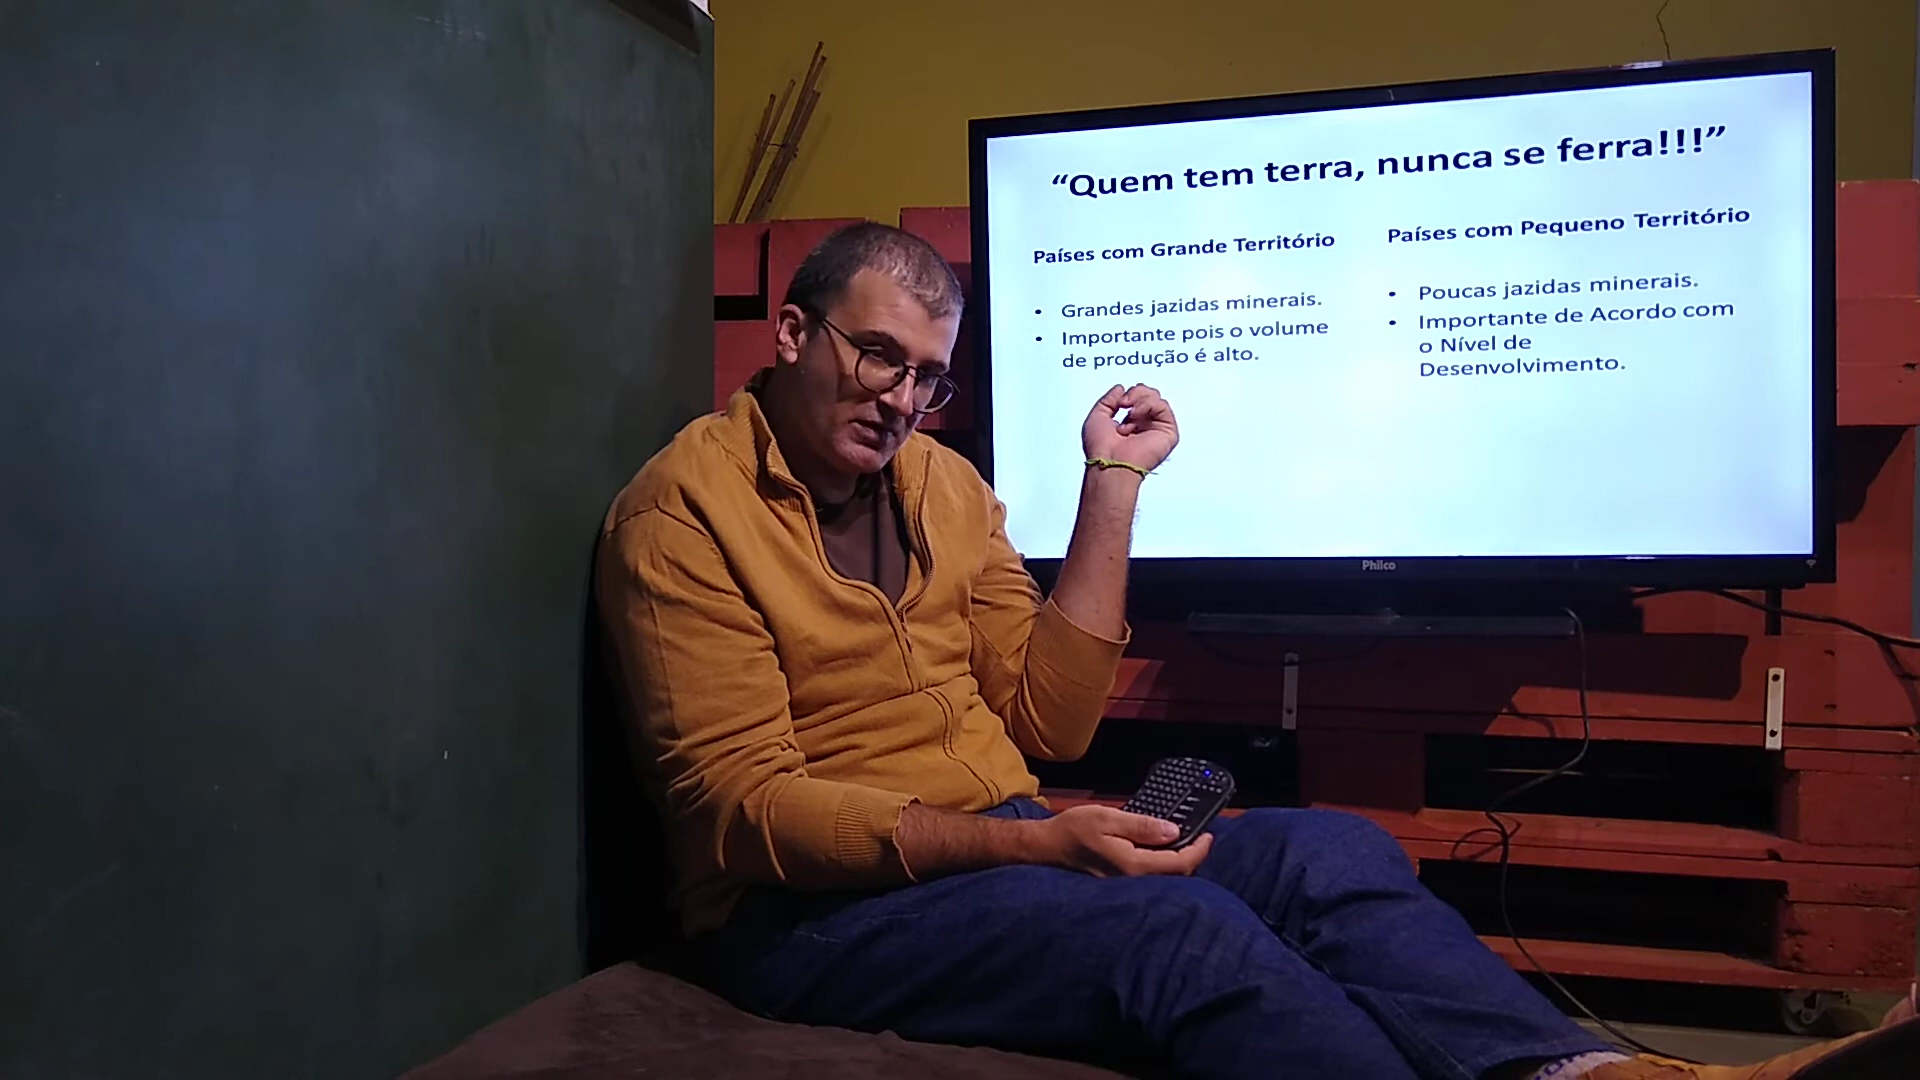 “Quem tem terra, nunca se ferra!!!”
Países com Grande Território
• Grandes jazidas minerais.
• Importante pois o volume
de produção é alto.
Países com Pequeno Território
• Poucas jazidas minerais.
• Importante de Acordo com
o Nível de
Desenvolvimento.
Philco